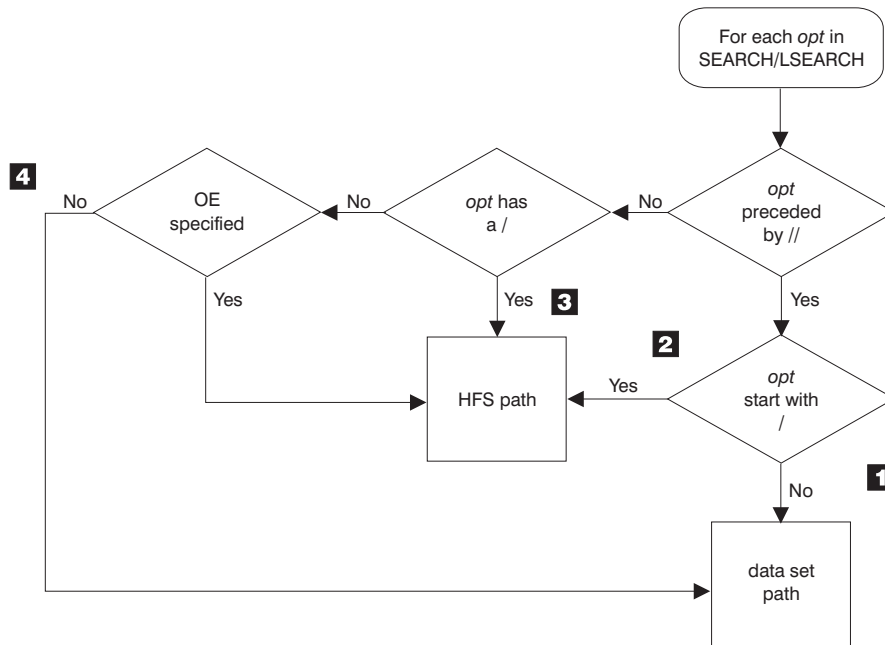 For each opt in
SEARCH/LSEARCH
4
No
OE
specified
No
opt has
a /
No
opt
preceded
by //
Yes
Yes
3
Yes
2
HFS path
Yes
opt
start with
/
1
No
data set
path